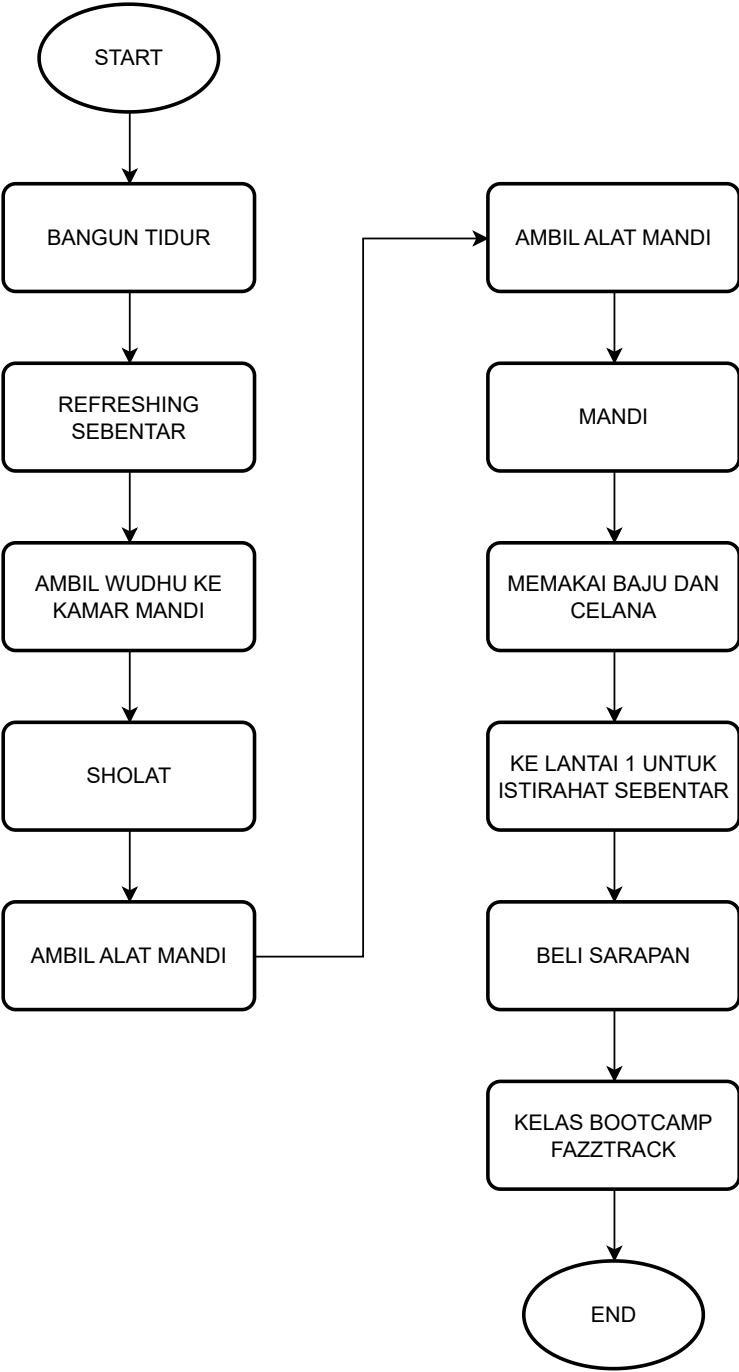 START
BANGUN TIDUR
REFRESHING
SEBENTAR
AMBIL WUDHU KE
KAMAR MANDI
SHOLAT
AMBIL ALAT MANDI
AMBIL ALAT MANDI
MANDI
MEMAKAI BAJU DAN
CELANA
KE LANTAI 1 UNTUK
ISTIRAHAT SEBENTAR
BELI SARAPAN
KELAS BOOTCAMP
FAZZTRACK
END